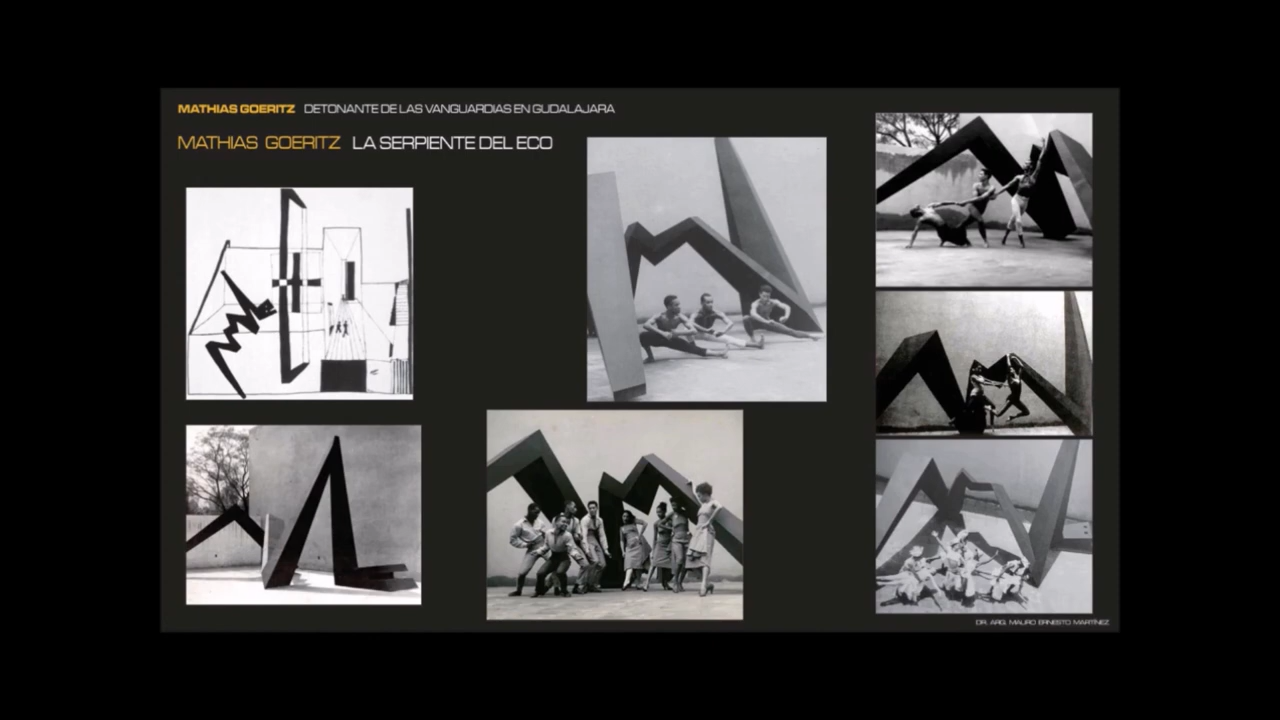 MATHIAS GOERITZ DETONANTE DE LAS VANGUARDIAS EN GUDALAJARA
MATHIAS GOERITZ LA SERPIENTE DEL ECO
DR. ARQ. MAURO ERNESTO MARTÍNEZ